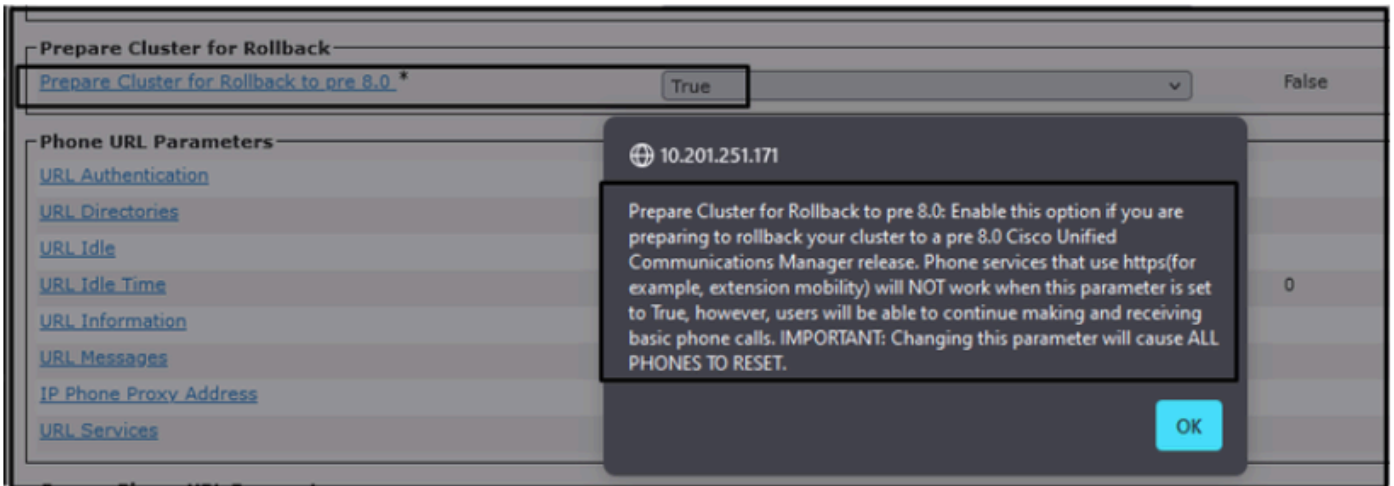 Prepare Cluster for Rollback
Prepare Cluster for Rollback to pre 8.0 *
True
False
Phone URL Parameters
URL Authentication
URL Directories
URL Idle
URL Idle Time
0
URL Information
URL Messages
IP Phone Proxy Address
URL Services
10.201.251.171
Prepare Cluster for Rollback to pre 8.0: Enable this option if you are
preparing to rollback your cluster to a pre 8.0 Cisco Unified
Communications Manager release. Phone services that use https(for
example, extension mobility) will NOT work when this parameter is set
to True, however, users will be able to continue making and receiving
basic phone calls. IMPORTANT: Changing this parameter will cause ALL
PHONES TO RESET.
OK